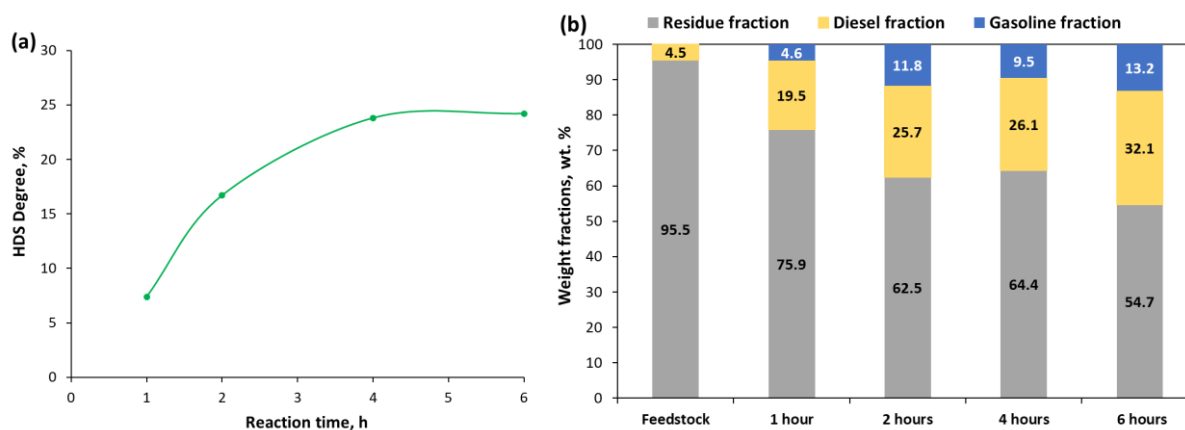 (a)
30
25
20
15
10
5
0
HDS Degree, %
0 1 2 3 4 5 6
Reaction time, h
(b)
Residue fraction Diesel fraction Gasoline fraction
100
90
80
70
60
50
40
30
20
10
0
Weight fractions, wt. %
4.5 4.6 11.8 9.5 13.2
19.5 25.7 26.1 32.1
95.5 75.9 62.5 64.4 54.7
Feedstock 1 hour 2 hours 4 hours 6 hours